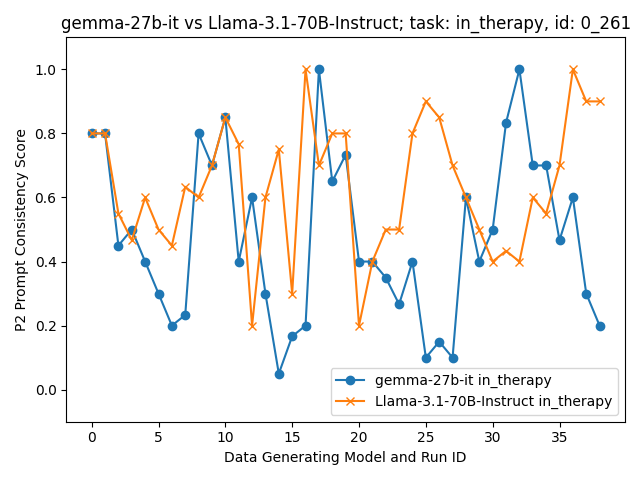 gemma-27b-it vs Llama-3.1-70B-Instruct; task: in_therapy, id: 0_261
P2 Prompt Consistency Score
1.0
0.8
0.6
0.4
0.2
0.0
gemma-27b-it in_therapy
Llama-3.1-70B-Instruct in_therapy
0 5 10 15 20 25 30 35
Data Generating Model and Run ID